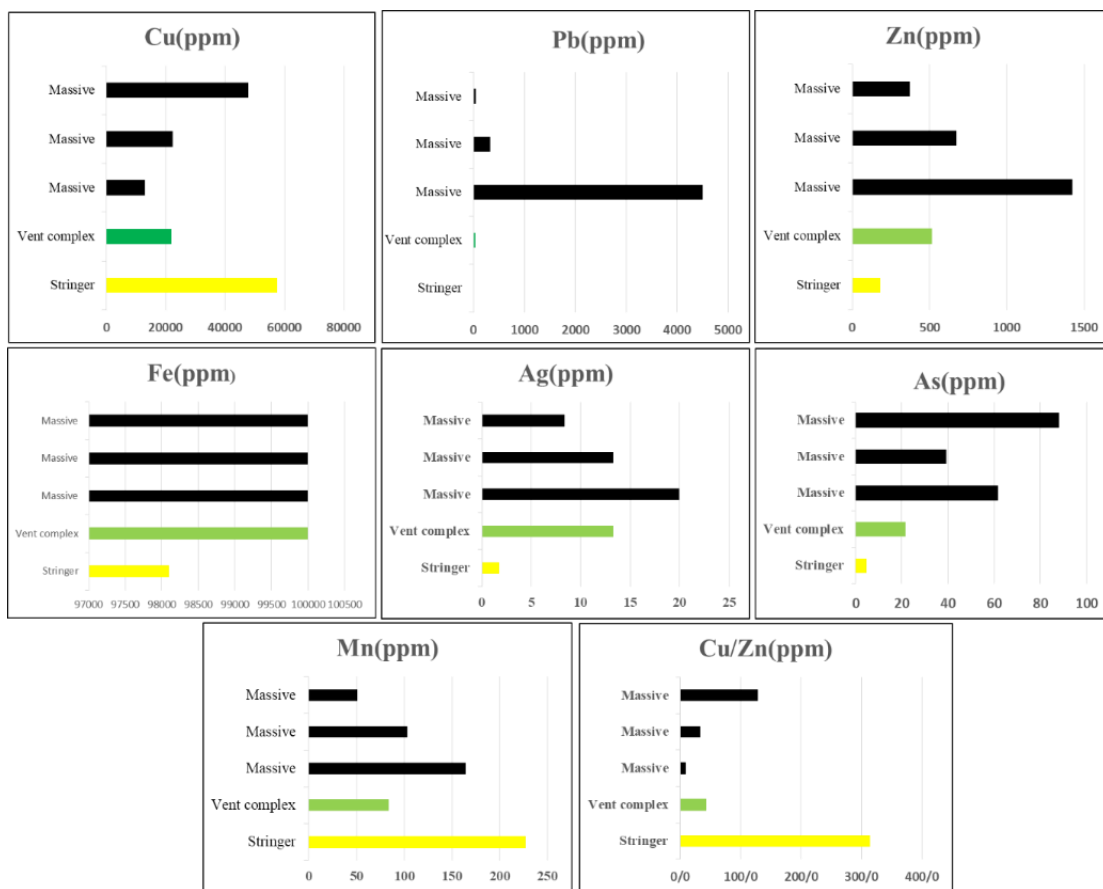 Cu(ppm)
Massive
Massive
Massive
Vent complex
Stringer
0 20000 40000 60000 80000
Pb(ppm)
Massive
Massive
Massive
Vent complex
Stringer
0 1000 2000 3000 4000 5000
Zn(ppm)
Massive
Massive
Massive
Vent complex
Stringer
0 500 1000 1500
Fe(ppm)
Massive
Massive
Massive
Vent complex
Stringer
97000 97500 98000 98500 99000 99500 100000 100500
Ag(ppm)
Massive
Massive
Massive
Vent complex
Stringer
0 5 10 15 20 25
As(ppm)
Massive
Massive
Massive
Vent complex
Stringer
0 20 40 60 80 100
Mn(ppm)
Massive
Massive
Massive
Vent complex
Stringer
0 50 100 150 200 250
Cu/Zn(ppm)
Massive
Massive
Massive
Vent complex
Stringer
0/0 100/0 200/0 300/0 400/0